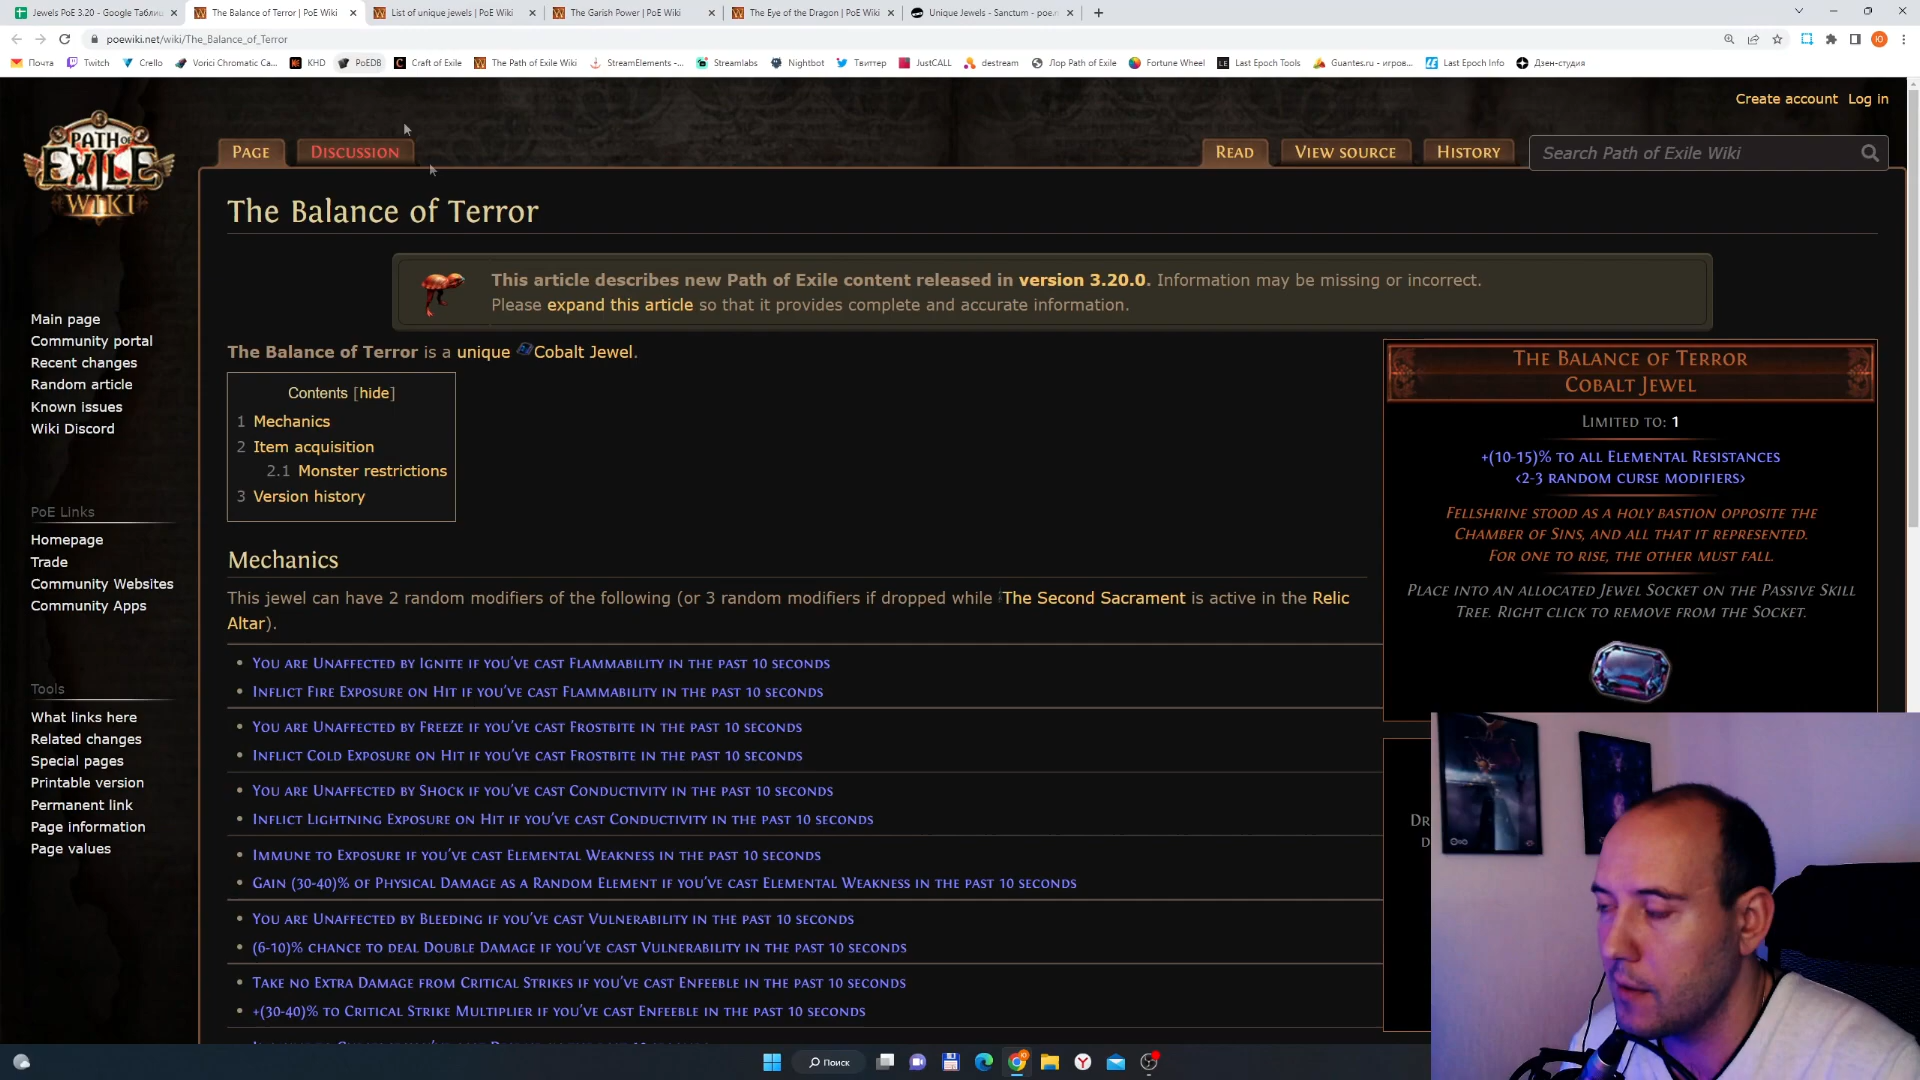 Jewels PoE 3.20 - Google Таблиц
The Balance of Terror | PoE Wiki
List of unique jewels | PoE Wiki
The Garish Power | PoE Wiki
The Eye of the Dragon | PoE Wiki
Unique Jewels - Sanctum - poe.n
poewiki.net/wiki/The_Balance_of_Terror
Почта
Twitch
Crello
Vorici Chromatic Ca...
KHD
PoEDB
Craft of Exile
The Path of Exile Wiki
StreamElements -...
Streamlabs
Nightbot
Твиттер
JustCALL
destream
Лор Path of Exile
Fortune Wheel
Last Epoch Tools
Guantes.ru - игров...
Last Epoch Info
Дзен-студия
Create account Log in
PATH OF
EXILE
WIKI
PAGE DISCUSSION READ VIEW SOURCE HISTORY Search Path of Exile Wiki
The Balance of Terror
This article describes new Path of Exile content released in version 3.20.0. Information may be missing or incorrect.
Please expand this article so that it provides complete and accurate information.
Main page
Community portal
Recent changes
Random article
Known issues
Wiki Discord
PoE Links
Homepage
Trade
Community Websites
Community Apps
Tools
What links here
Related changes
Special pages
Printable version
Permanent link
Page information
Page values
The Balance of Terror is a unique Cobalt Jewel.
Contents [hide]
1 Mechanics
2 Item acquisition
2.1 Monster restrictions
3 Version history
Mechanics
This jewel can have 2 random modifiers of the following (or 3 random modifiers if dropped while The Second Sacrament is active in the Relic
Altar).
YOU ARE UNAFFECTED BY IGNITE IF YOU'VE CAST FLAMMABILITY IN THE PAST 10 SECONDS
INFLICT FIRE EXPOSURE ON HIT IF YOU'VE CAST FLAMMABILITY IN THE PAST 10 SECONDS
YOU ARE UNAFFECTED BY FREEZE IF YOU'VE CAST FROSTBITE IN THE PAST 10 SECONDS
INFLICT COLD EXPOSURE ON HIT IF YOU'VE CAST FROSTBITE IN THE PAST 10 SECONDS
YOU ARE UNAFFECTED BY SHOCK IF YOU'VE CAST CONDUCTIVITY IN THE PAST 10 SECONDS
INFLICT LIGHTNING EXPOSURE ON HIT IF YOU'VE CAST CONDUCTIVITY IN THE PAST 10 SECONDS
IMMUNE TO EXPOSURE IF YOU'VE CAST ELEMENTAL WEAKNESS IN THE PAST 10 SECONDS
GAIN (30-40)% OF PHYSICAL DAMAGE AS A RANDOM ELEMENT IF YOU'VE CAST ELEMENTAL WEAKNESS IN THE PAST 10 SECONDS
YOU ARE UNAFFECTED BY BLEEDING IF YOU'VE CAST VULNERABILITY IN THE PAST 10 SECONDS
(6-10)% CHANCE TO DEAL DOUBLE DAMAGE IF YOU'VE CAST VULNERABILITY IN THE PAST 10 SECONDS
TAKE NO EXTRA DAMAGE FROM CRITICAL STRIKES IF YOU'VE CAST ENFEEBLE IN THE PAST 10 SECONDS
+(30-40)% TO CRITICAL STRIKE MULTIPLIER IF YOU'VE CAST ENFEEBLE IN THE PAST 10 SECONDS
THE BALANCE OF TERROR
COBALT JEWEL
LIMITED TO: 1
+(10-15)% TO ALL ELEMENTAL RESISTANCES
<2-3 RANDOM CURSE MODIFIERS>
FELLSHRINE STOOD AS A HOLY BASTION OPPOSITE THE
CHAMBER OF SINS, AND ALL THAT IT REPRESENTED.
FOR ONE TO RISE, THE OTHER MUST FALL.
PLACE INTO AN ALLOCATED JEWEL SOCKET ON THE PASSIVE SKILL
TREE. RIGHT CLICK TO REMOVE FROM THE SOCKET.
Поиск